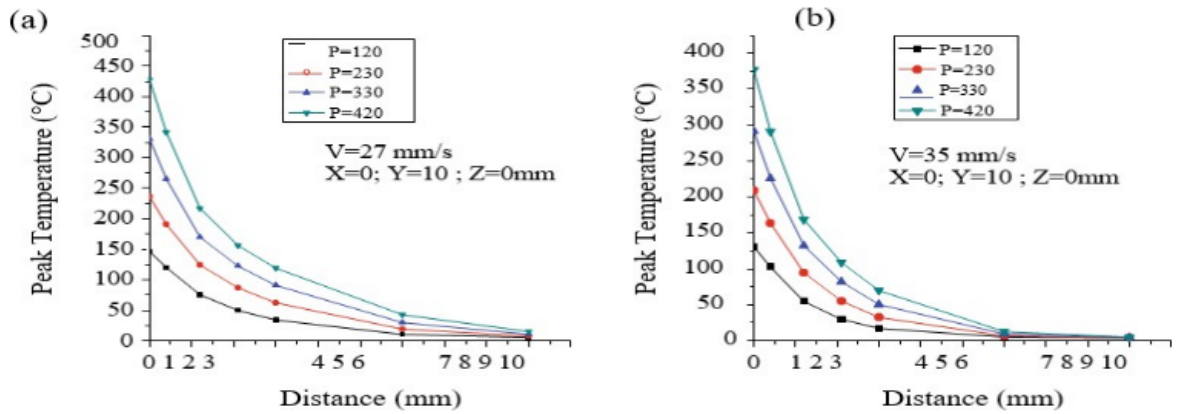 (a)
500
450
400
350
300
250
200
150
100
50
0
Peak Temperature (°C)
P=120
P=230
P=330
P=420
V=27 mm/s
X=0; Y=10 ; Z=0mm
0 1 2 3 4 5 6 7 8 9 10
Distance (mm)
(b)
400
350
300
250
200
150
100
50
0
Peak Temperature (°C)
P=120
P=230
P=330
P=420
V=35 mm/s
X=0; Y=10 ; Z=0mm
0 1 2 3 4 5 6 7 8 9 10
Distance (mm)